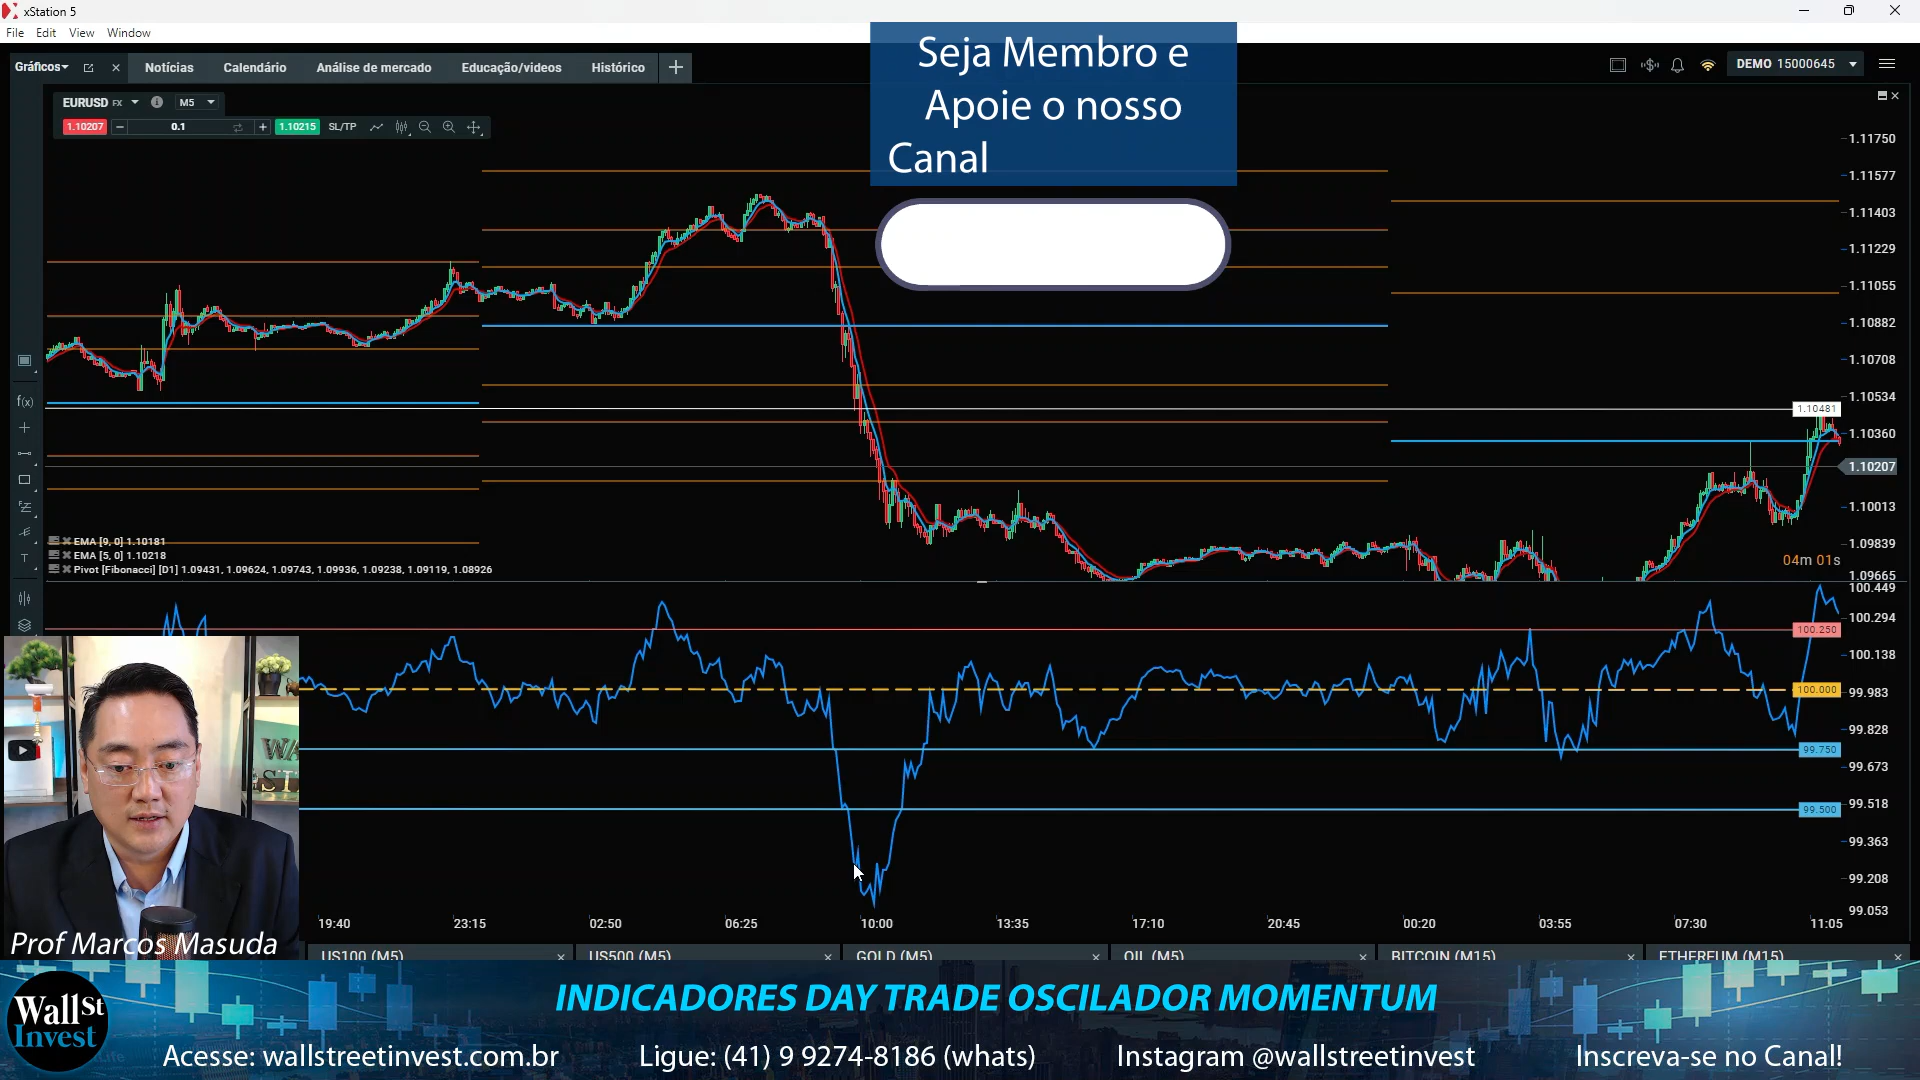 xStation 5
File Edit View Window
Gráficos Notícias Calendário Análise de mercado Educação/videos Histórico
DEMO 15000645
Seja Membro e
Apoie o nosso
Canal
EURUSD FX M5
1.10207 0.1 1.10215 SL/TP
1.11750
1.11577
1.11403
1.11229
1.11055
1.10882
1.10708
1.10534
1.10481
1.10360
1.10207
1.10013
1.09839
04m 01s
1.09665
EMA [9, 0] 1.10181
EMA [5, 0] 1.10218
Pivot [Fibonacci] [D1] 1.09431, 1.09624, 1.09743, 1.09936, 1.09238, 1.09119, 1.08926
100.449
100.294
100.250
100.138
100.000
99.983
99.828
99.750
99.673
99.518
99.500
99.363
99.208
99.053
19:40 23:15 02:50 06:25 10:00 13:35 17:10 20:45 00:20 03:55 07:30 11:05
Prof Marcos Masuda
US100 (M5) US500 (M5) GOLD (M5) OIL (M5) BITCOIN (M15) ETHEREUM (M15)
INDICADORES DAY TRADE OSCILADOR MOMENTUM
Wall St
Invest
Acesse: wallstreetinvest.com.br Ligue: (41) 9 9274-8186 (whats) Instagram @wallstreetinvest Inscreva-se no Canal!